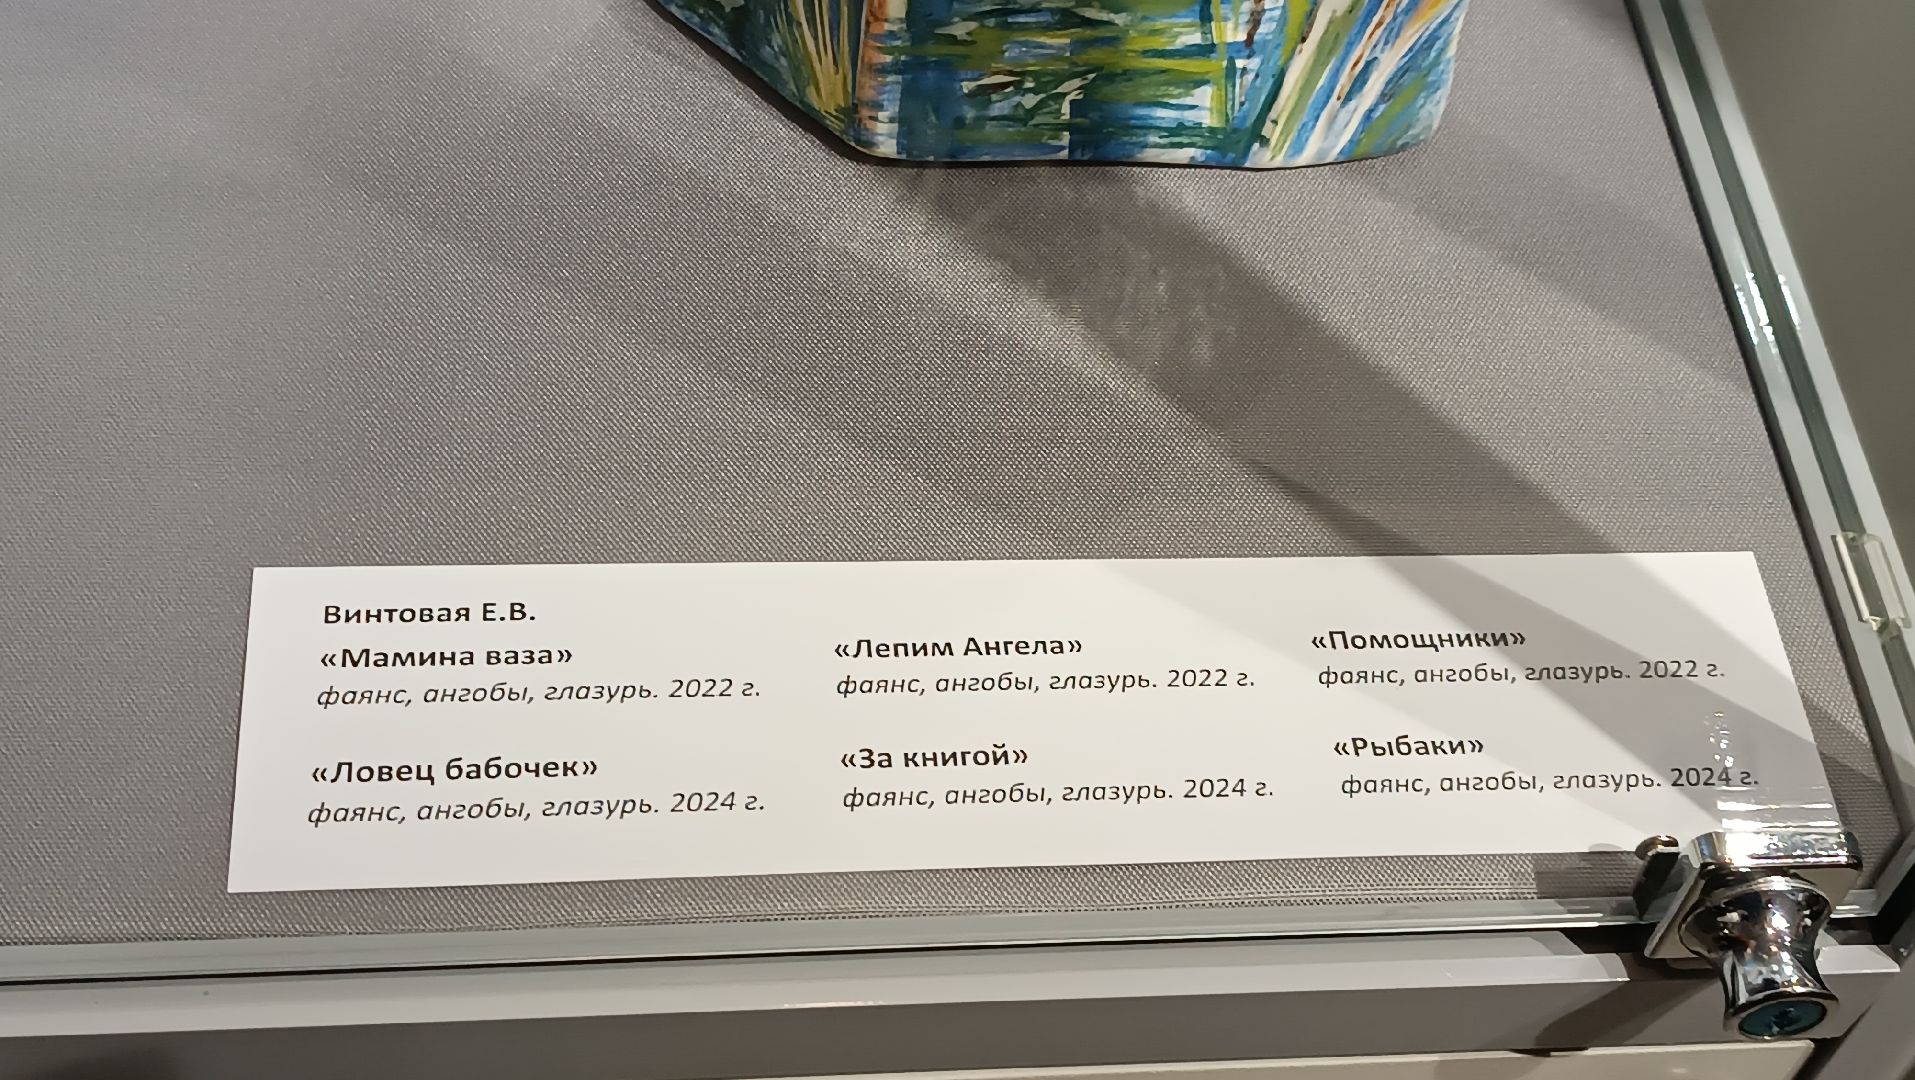 Винтовая Е.В.
«Мамина ваза»
фаянс, ангобы, глазурь. 2022 г.
«Лепим Ангела»
фаянс, ангобы, глазурь. 2022 г.
«Помощники»
фаянс, ангобы, глазурь. 2022 г.
«Ловец бабочек»
фаянс, ангобы, глазурь. 2024 г.
«За книгой»
фаянс, ангобы, глазурь. 2024 г.
«Рыбаки»
фаянс, ангобы, глазурь. 2024 г.